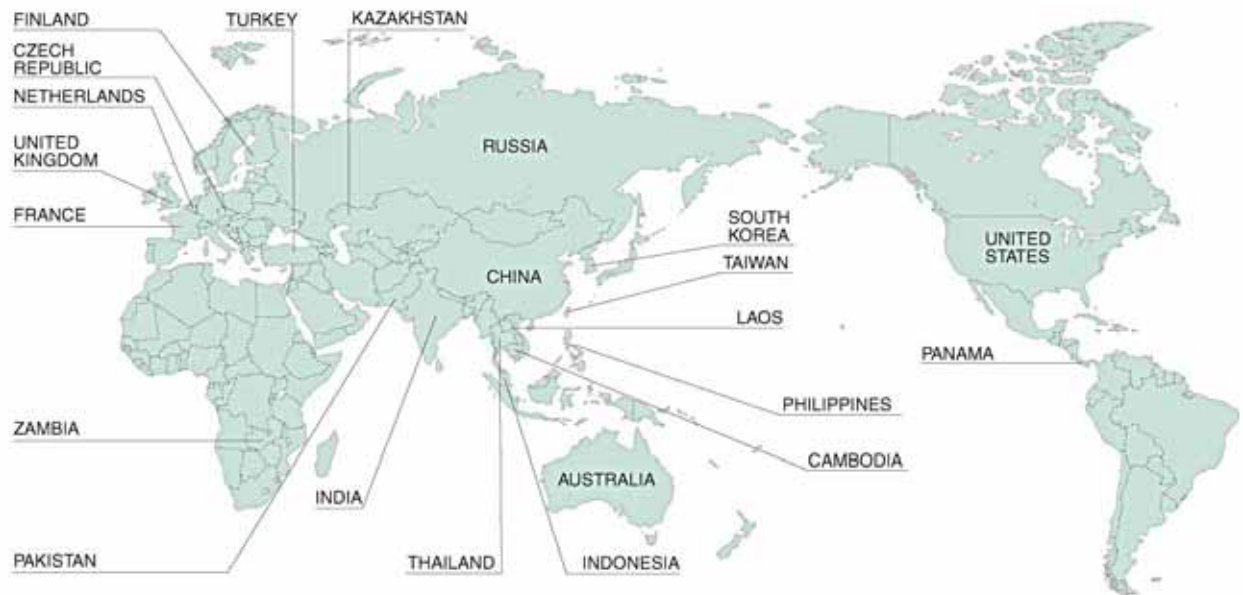 FINLAND
TURKEY
KAZAKHSTAN
CZECH
REPUBLIC
NETHERLANDS
UNITED
KINGDOM
FRANCE
RUSSIA
SOUTH
KOREA
UNITED
STATES
CHINA
TAIWAN
LAOS
PANAMA
PHILIPPINES
ZAMBIA
CAMBODIA
AUSTRALIA
INDIA
PAKISTAN
THAILAND
INDONESIA